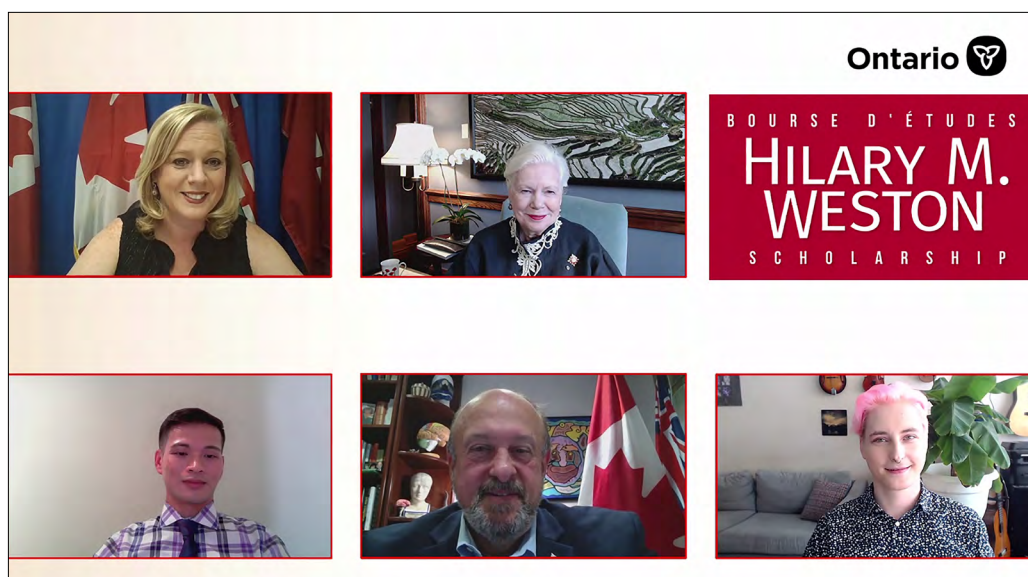 Ontario
BOURSE D'ÉTUDES
HILARY M.
WESTON
SCHOLARSHIP